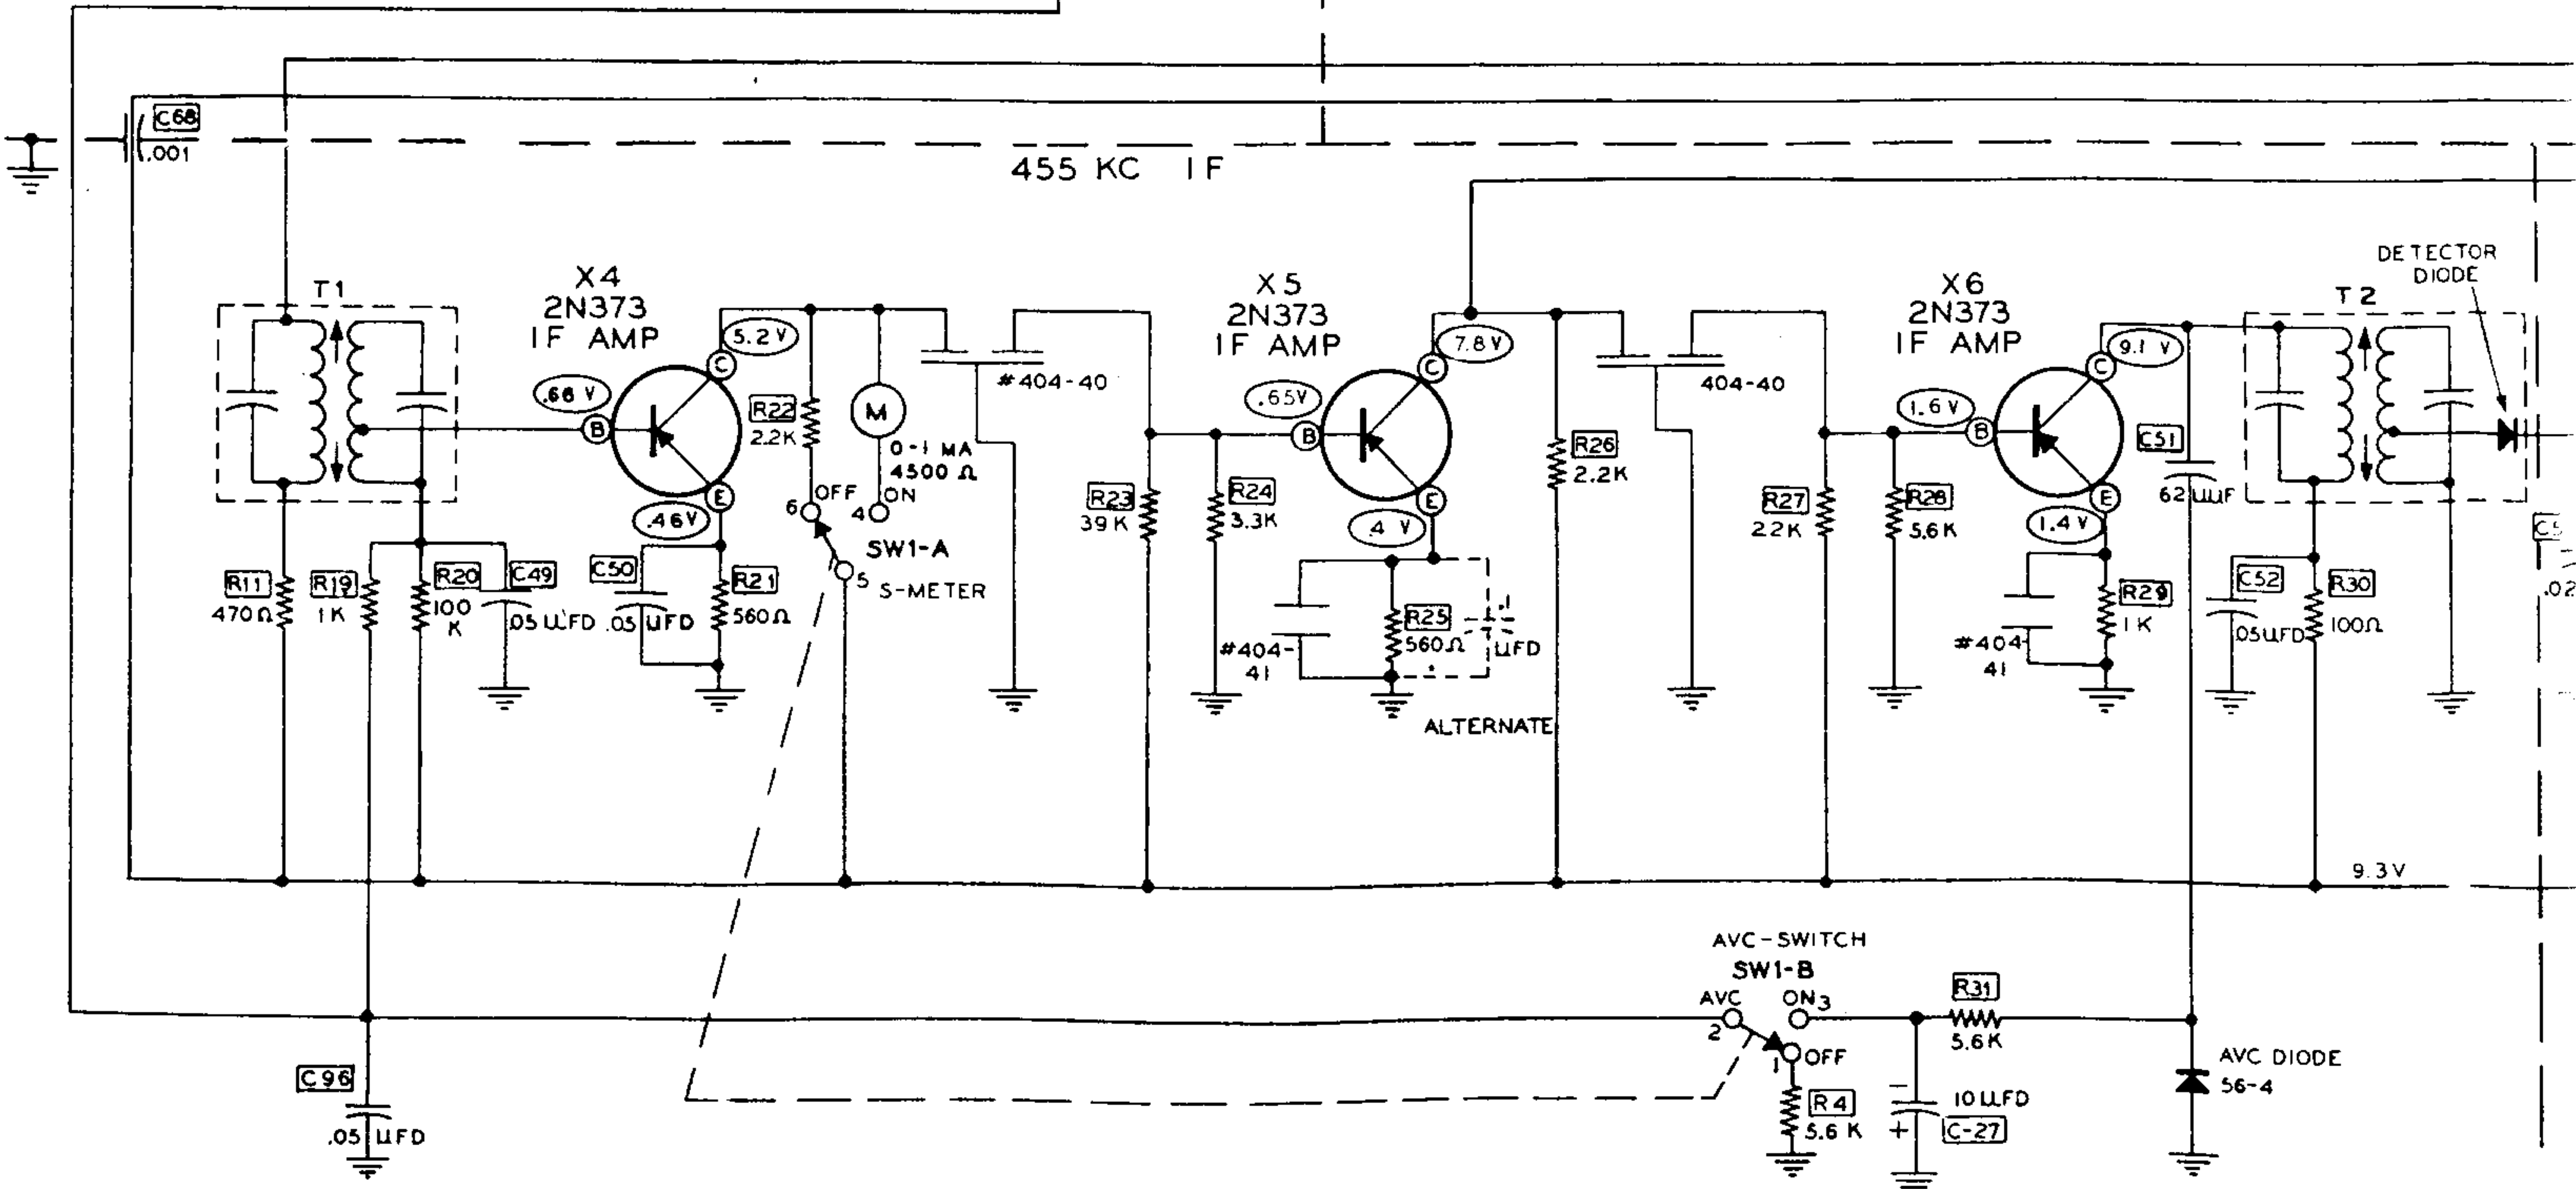 C68
.001
455 KC IF
T1
X4
2N373
IF AMP
5.2 V
.66 V
B
C
E
.46V
R22
2.2K
M
0-1 MA
4500 Ω
OFF
ON
6
4
5
SW1-A
S-METER
#404-40
R11
470Ω
R19
1K
R20
100
K
C49
.05 UFD
C50
.05 UFD
R21
560Ω
R23
39 K
R24
3.3K
X5
2N373
IF AMP
7.8 V
.65V
B
C
E
.4 V
#404-
41
R25
560Ω
.1
UFD
ALTERNATE
R26
2.2K
404-40
R27
22K
R28
5.6K
X6
2N373
IF AMP
9.1 V
1.6 V
B
C
E
1.4 V
#404-
41
R29
1K
C51
62 UUF
T2
DETECTOR
DIODE
C52
.05UFD
R30
100Ω
.02
9.3V
AVC-SWITCH
SW1-B
AVC
ON 3
2
1
OFF
R4
5.6 K
R31
5.6K
10 UFD
C-27
−
+
AVC DIODE
56-4
C96
.05 UFD